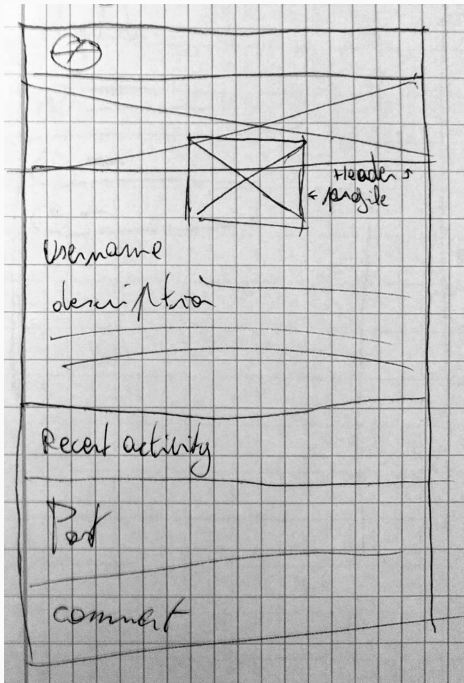 Header
← profile
username
description
Recent activity
Post
comment